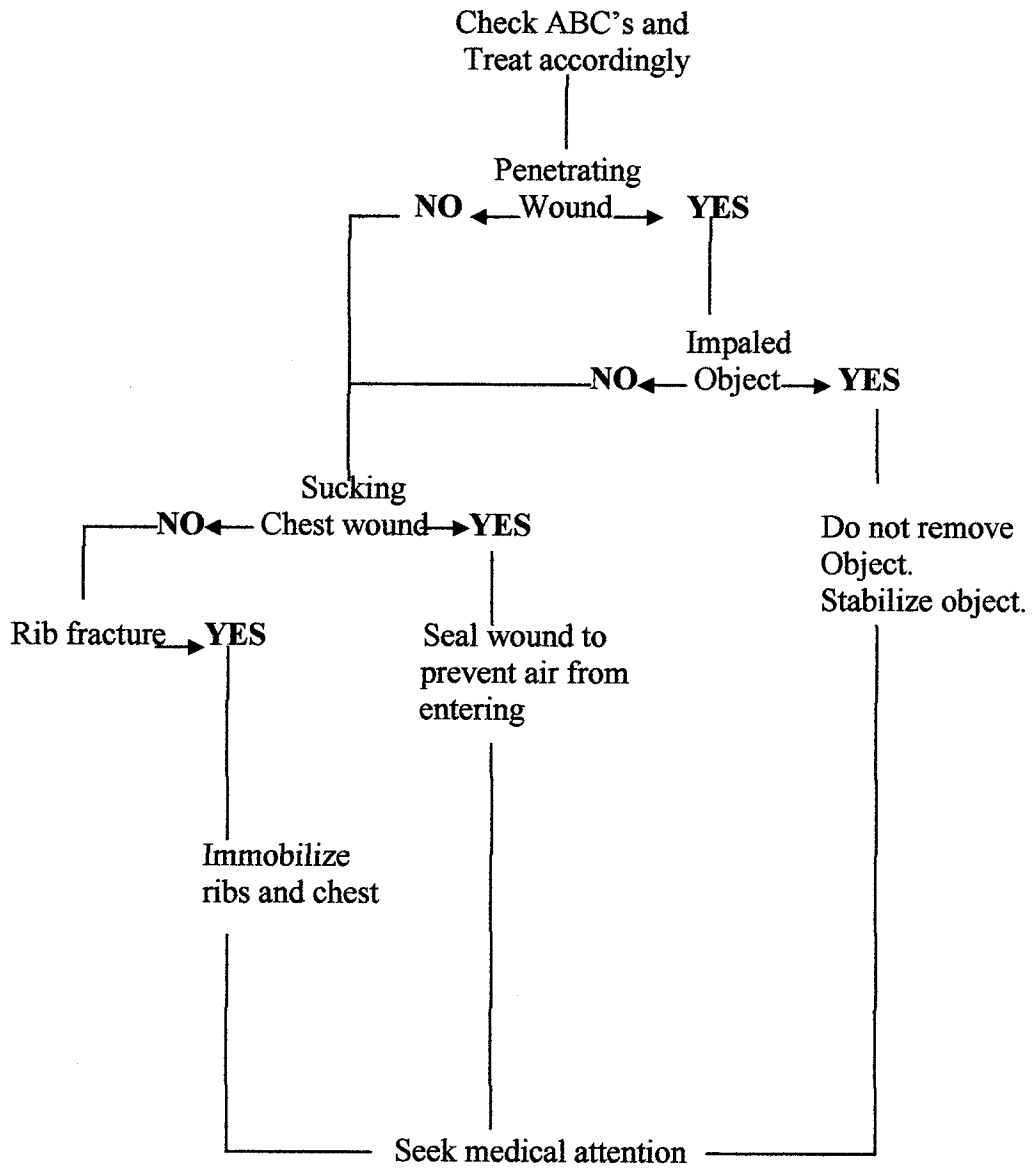 Check ABC's and
Treat accordingly
Penetrating
NO Wound YES
Impaled
NO Object YES
Sucking
NO Chest wound YES
Do not remove
Object.
Stabilize object.
Rib fracture YES
Seal wound to
prevent air from
entering
Immobilize
ribs and chest
Seek medical attention